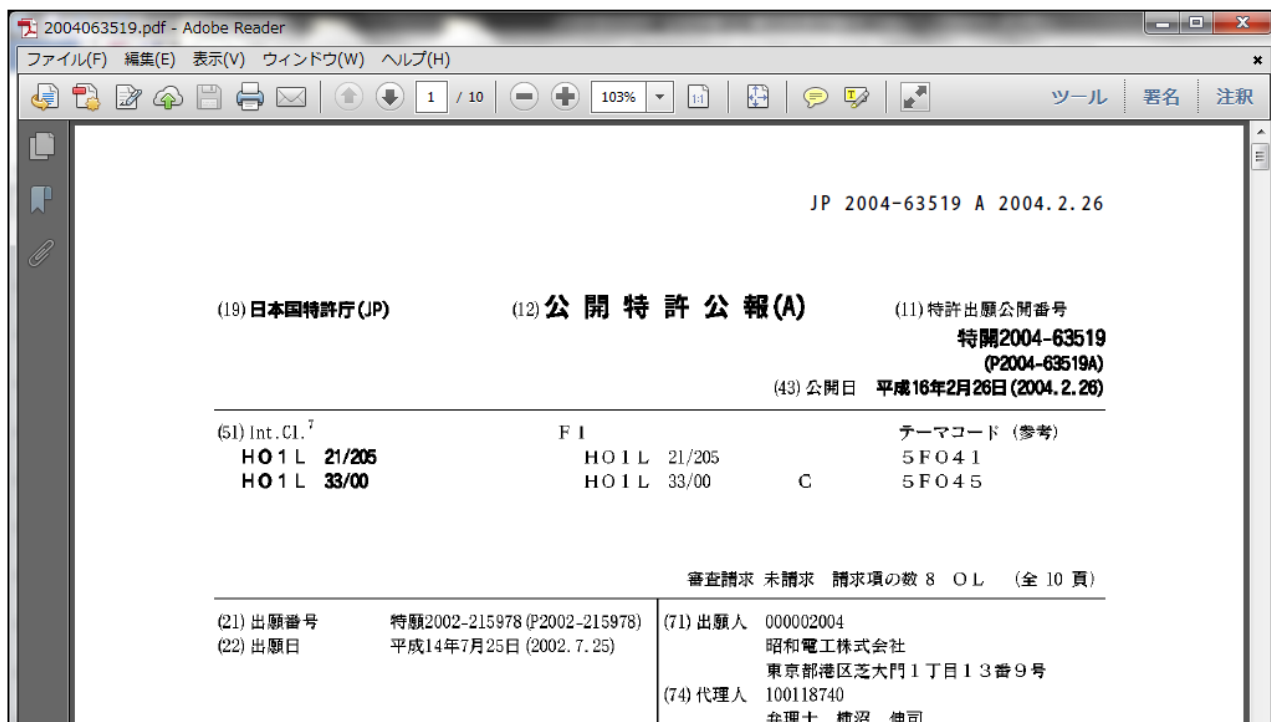 2004063519.pdf - Adobe Reader
ファイル(F) 編集(E) 表示(V) ウィンドウ(W) ヘルプ(H)
1 / 10 103% ツール 署名 注釈
JP 2004-63519 A 2004.2.26
(19)日本国特許庁(JP) (12)公開特許公報(A) (11)特許出願公開番号
特開2004-63519
(P2004-63519A)
(43)公開日 平成16年2月26日(2004.2.26)
(51)Int.Cl.7 FI テーマコード(参考)
H01L 21/205 H01L 21/205 5F041
H01L 33/00 H01L 33/00 C 5F045
審査請求 未請求 請求項の数 8 OL (全 10 頁)
(21)出願番号 特願2002-215978(P2002-215978) (71)出願人 000002004
(22)出願日 平成14年7月25日(2002.7.25) 昭和電工株式会社
東京都港区芝大門1丁目13番9号
(74)代理人 100118740
弁理士 柿沼 伸司